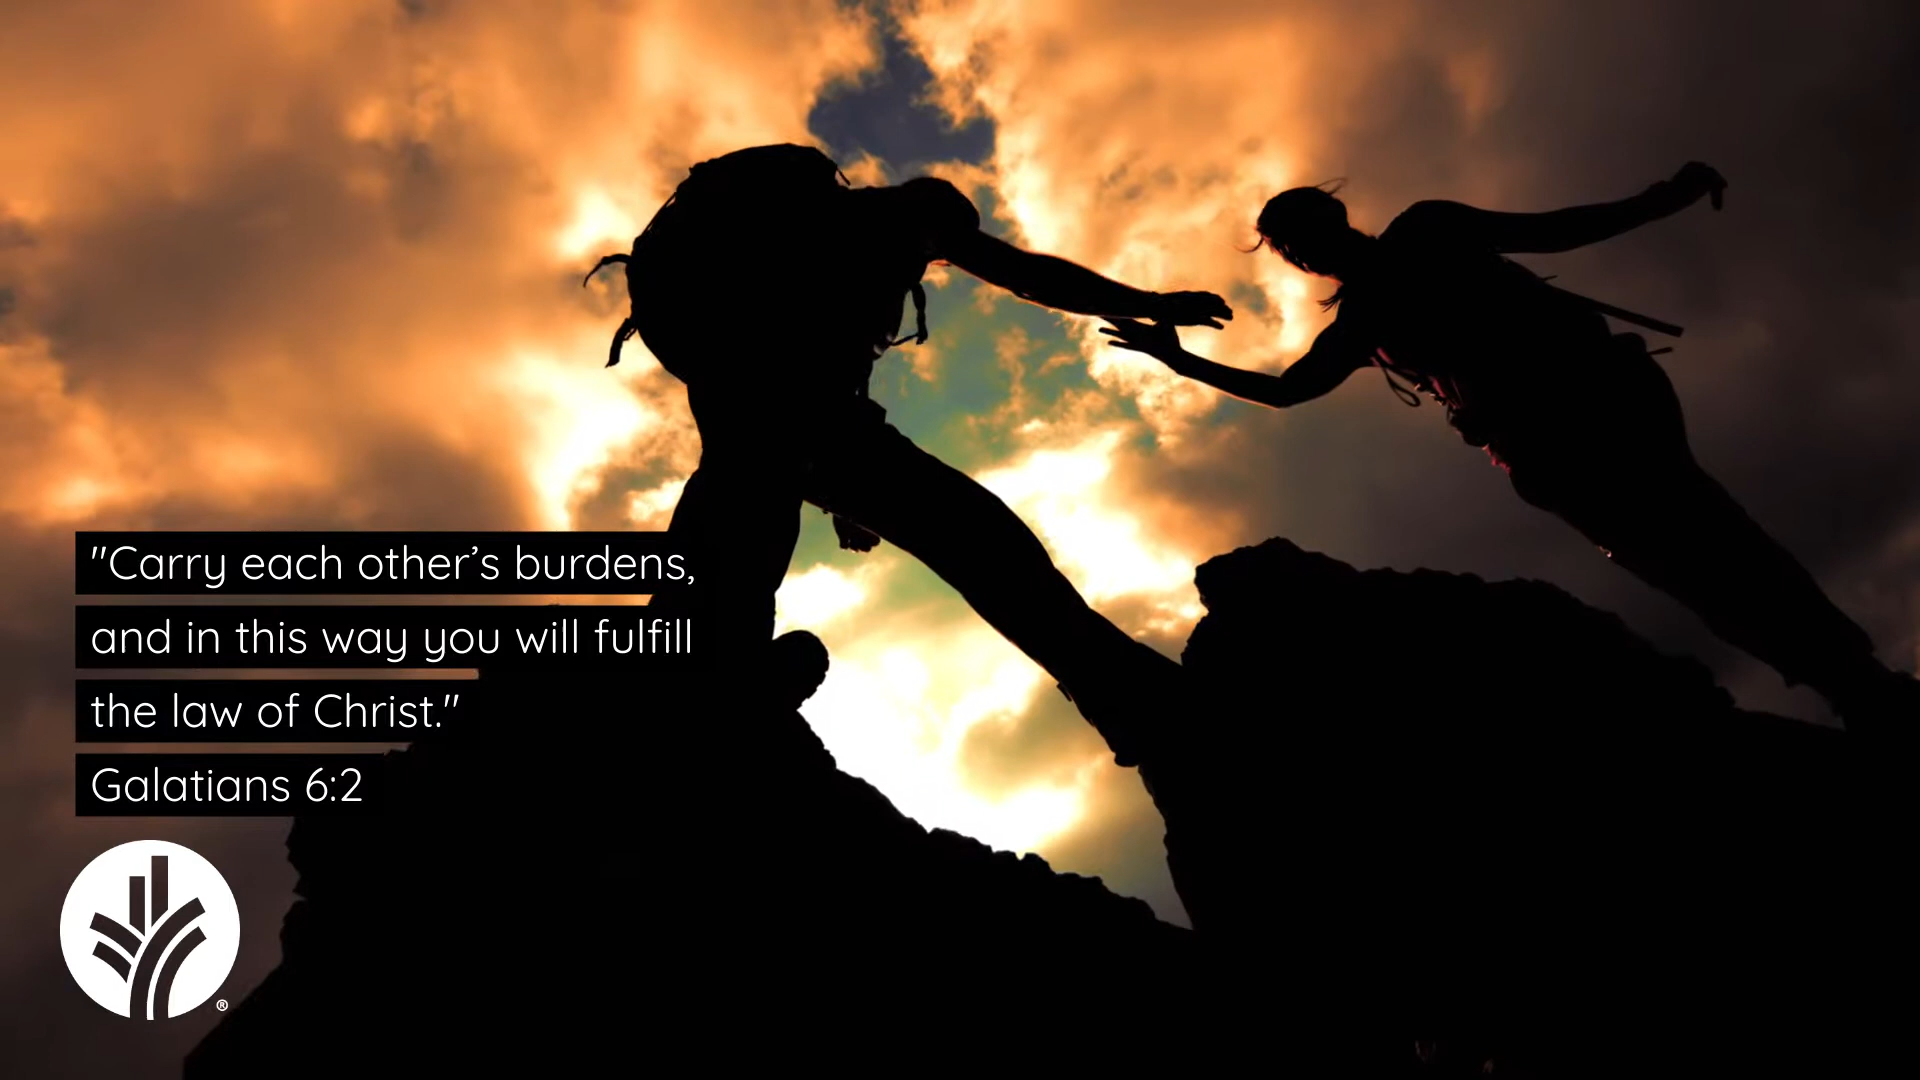 "Carry each other’s burdens,
and in this way you will fulfill
the law of Christ."
Galatians 6:2
®